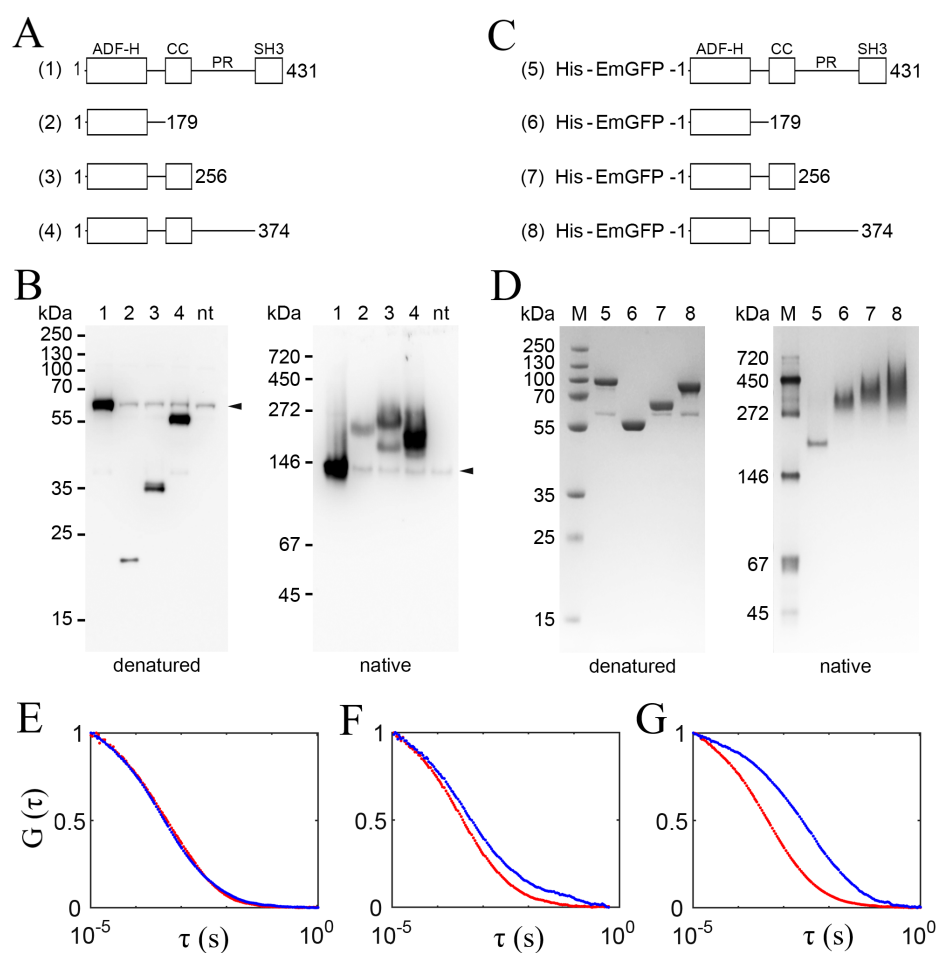 A
ADF-H CC PR SH3
(1) 1 431
(2) 1 179
(3) 1 256
(4) 1 374
C
ADF-H CC PR SH3
(5) His-EmGFP -1 431
(6) His-EmGFP -1 179
(7) His-EmGFP -1 256
(8) His-EmGFP -1 374
B
kDa 1 2 3 4 nt
250
130
100
70
55
35
25
15
denatured
kDa 1 2 3 4 nt
720
450
272
146
67
45
native
D
kDa M 5 6 7 8
250
130
100
70
55
35
25
15
denatured
kDa M 5 6 7 8
720
450
272
146
67
45
native
E
G (τ)
1
0.5
0
10⁻⁵ τ (s) 10⁰
F
1
0.5
0
10⁻⁵ τ (s) 10⁰
G
1
0.5
0
10⁻⁵ τ (s) 10⁰